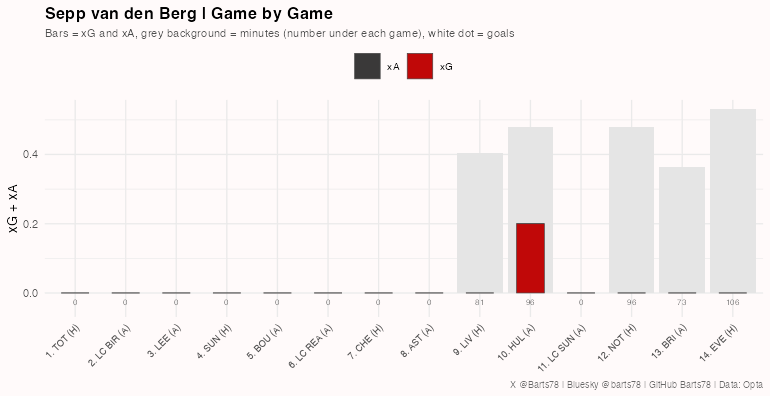 Sepp van den Berg | Game by Game
Bars = xG and xA, grey background = minutes (number under each game), white dot = goals
xA xG
xG + xA
0.4
0.2
0.0
0 0 0 0 0 0 0 0 81 96 0 96 73 106
1. TOT (H)
2. LC BIR (A)
3. LEE (A)
4. SUN (H)
5. BOU (A)
6. LC REA (A)
7. CHE (H)
8. AST (A)
9. LIV (H)
10. HUL (A)
11. LC SUN (A)
12. NOT (H)
13. BRI (A)
14. EVE (H)
X @Barts78 | Bluesky @barts78 | GitHub Barts78 | Data: Opta